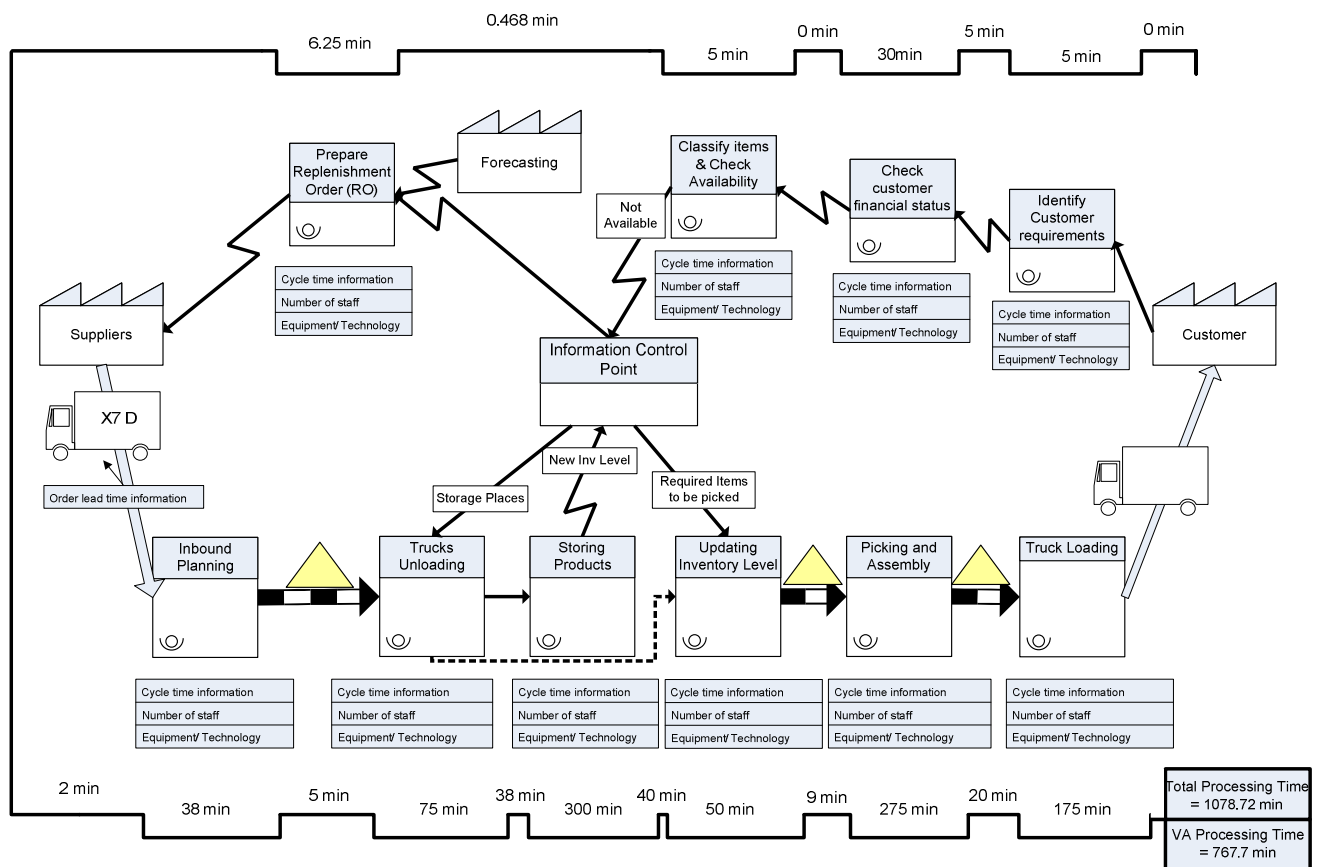 0.468 min
6.25 min
5 min
0 min
30min
5 min
5 min
0 min
Prepare
Replenishment
Order (RO)
Forecasting
Classify items
& Check
Availability
Check
customer
financial status
Identify
Customer
requirements
Not
Available
Cycle time information
Number of staff
Equipment/ Technology
Cycle time information
Number of staff
Equipment/ Technology
Cycle time information
Number of staff
Equipment/ Technology
Cycle time information
Number of staff
Equipment/ Technology
Suppliers
Customer
Information Control
Point
X7 D
Order lead time information
New Inv Level
Storage Places
Required Items
to be picked
Inbound
Planning
Trucks
Unloading
Storing
Products
Updating
Inventory Level
Picking and
Assembly
Truck Loading
Cycle time information
Number of staff
Equipment/ Technology
Cycle time information
Number of staff
Equipment/ Technology
Cycle time information
Number of staff
Equipment/ Technology
Cycle time information
Number of staff
Equipment/ Technology
Cycle time information
Number of staff
Equipment/ Technology
Cycle time information
Number of staff
Equipment/ Technology
2 min
38 min
5 min
75 min
38 min
300 min
40 min
50 min
9 min
275 min
20 min
175 min
Total Processing Time
= 1078.72 min
VA Processing Time
= 767.7 min